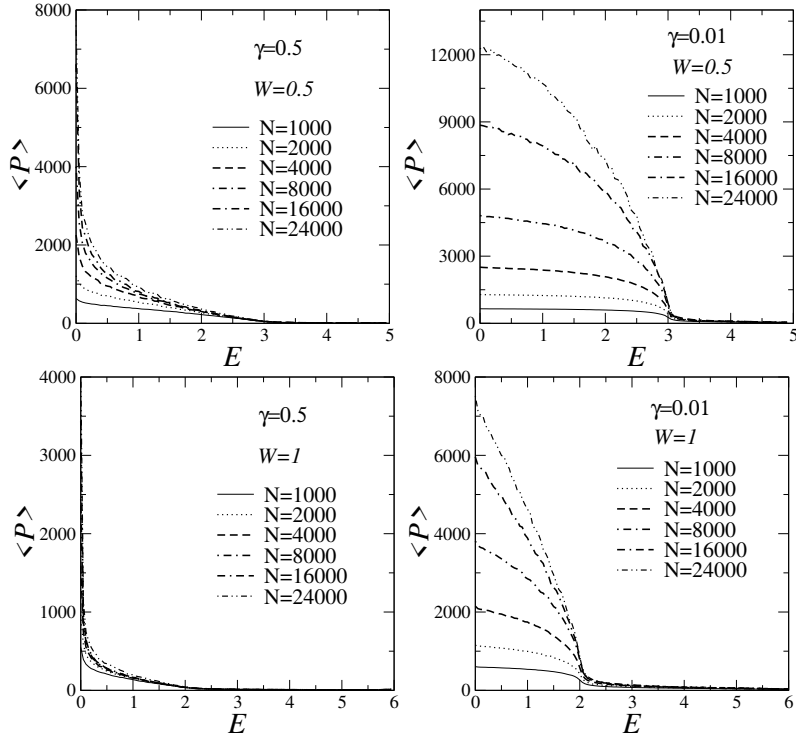 8000
6000
4000
2000
0
<P>
γ=0.5
W=0.5
N=1000
N=2000
N=4000
N=8000
N=16000
N=24000
0 1 2 3 4 5
E
12000
9000
6000
3000
0
<P>
γ=0.01
W=0.5
N=1000
N=2000
N=4000
N=8000
N=16000
N=24000
0 1 2 3 4 5
E
4000
3000
2000
1000
0
<P>
γ=0.5
W=1
N=1000
N=2000
N=4000
N=8000
N=16000
N=24000
0 1 2 3 4 5 6
E
8000
6000
4000
2000
0
<P>
γ=0.01
W=1
N=1000
N=2000
N=4000
N=8000
N=16000
N=24000
0 1 2 3 4 5 6
E